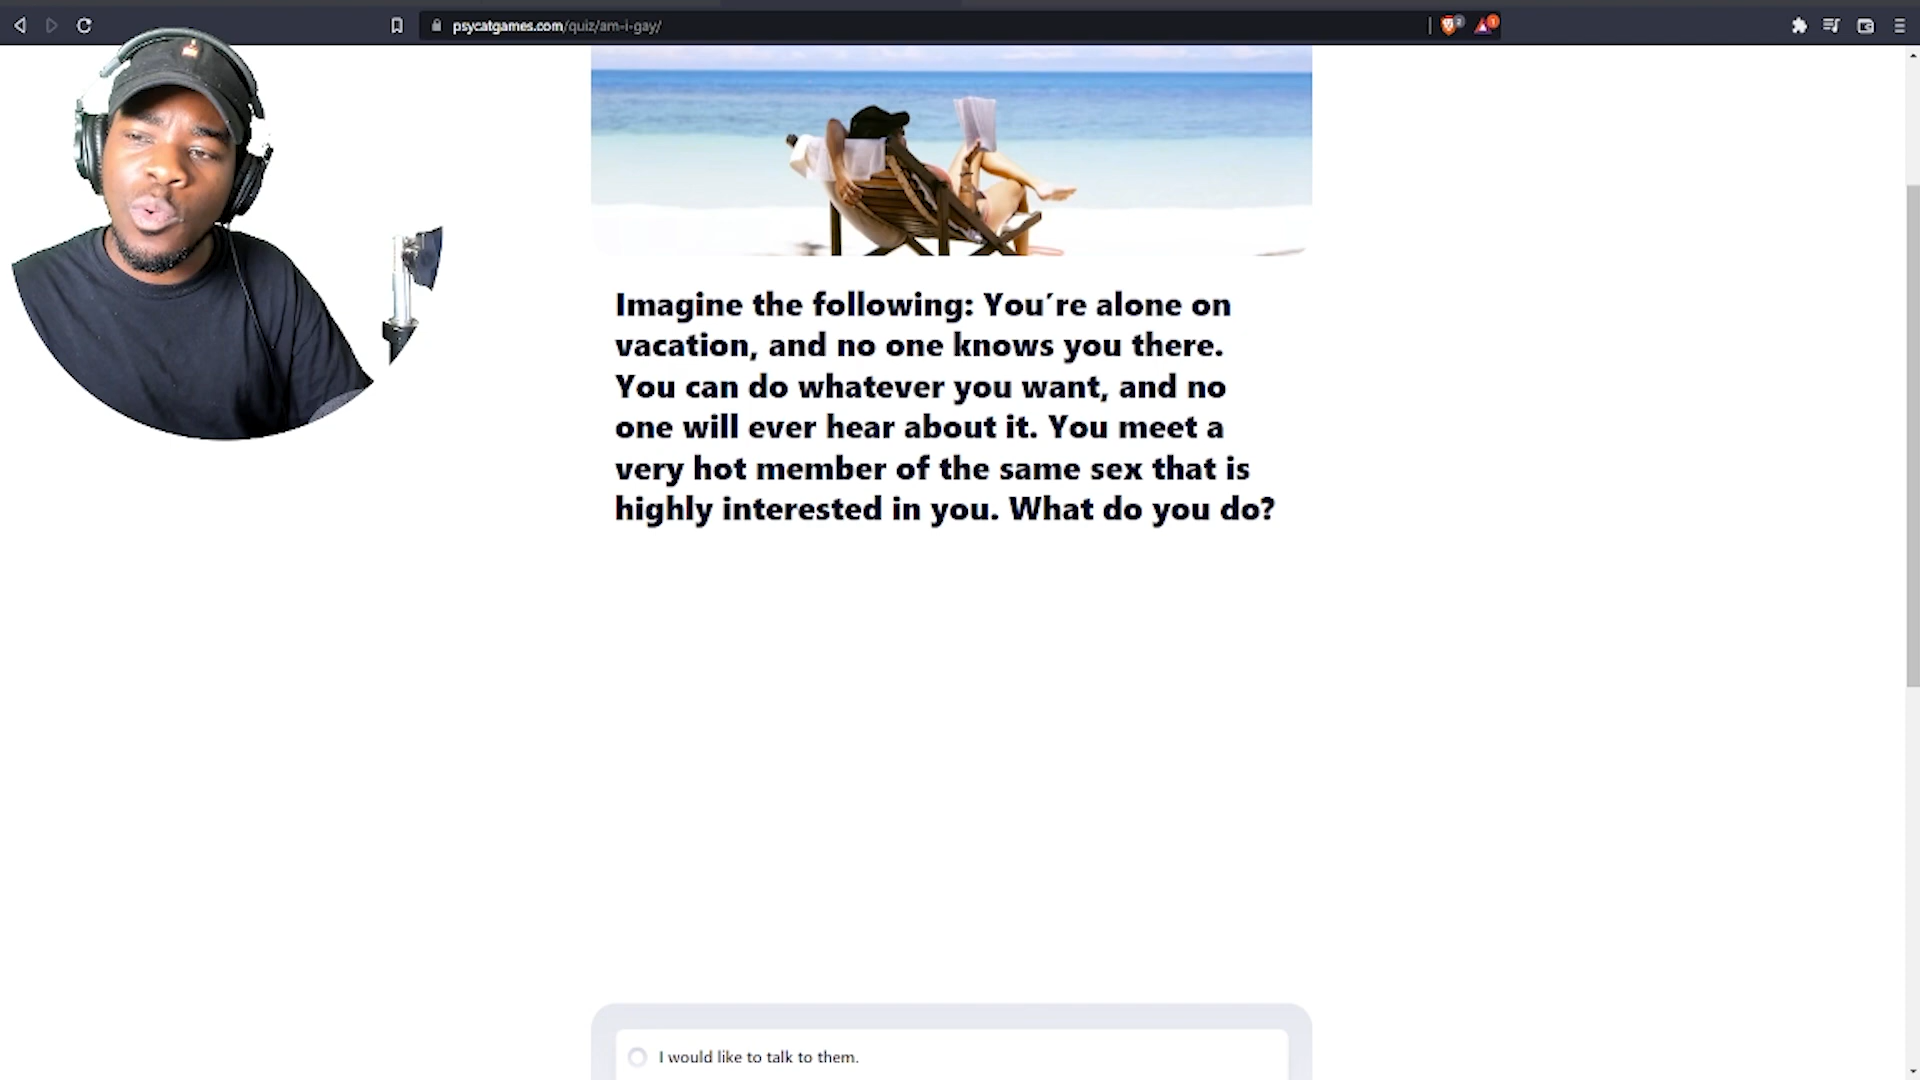 psycatgames.com/quiz/am-i-gay/
2
1
Imagine the following: You´re alone on
vacation, and no one knows you there.
You can do whatever you want, and no
one will ever hear about it. You meet a
very hot member of the same sex that is
highly interested in you. What do you do?
I would like to talk to them.